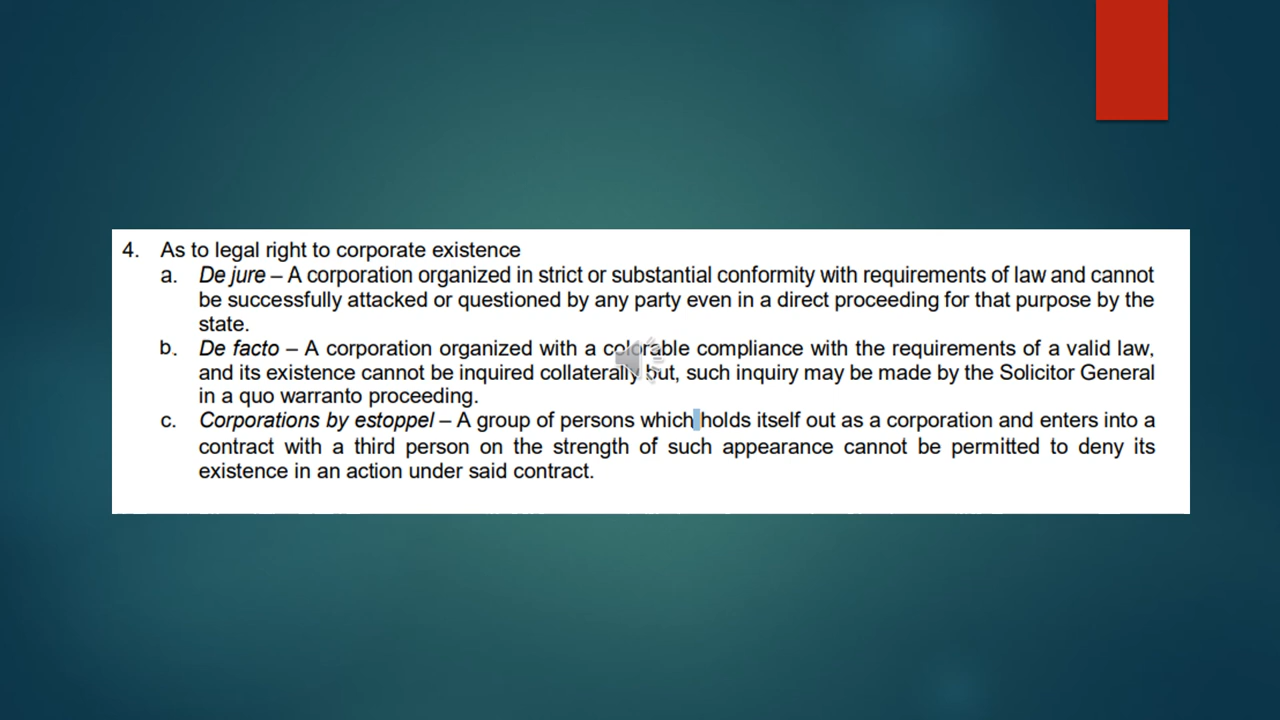 4. As to legal right to corporate existence
a. De jure – A corporation organized in strict or substantial conformity with requirements of law and cannot
be successfully attacked or questioned by any party even in a direct proceeding for that purpose by the
state.
b. De facto – A corporation organized with a colorable compliance with the requirements of a valid law,
and its existence cannot be inquired collaterally but, such inquiry may be made by the Solicitor General
in a quo warranto proceeding.
c. Corporations by estoppel – A group of persons which holds itself out as a corporation and enters into a
contract with a third person on the strength of such appearance cannot be permitted to deny its
existence in an action under said contract.